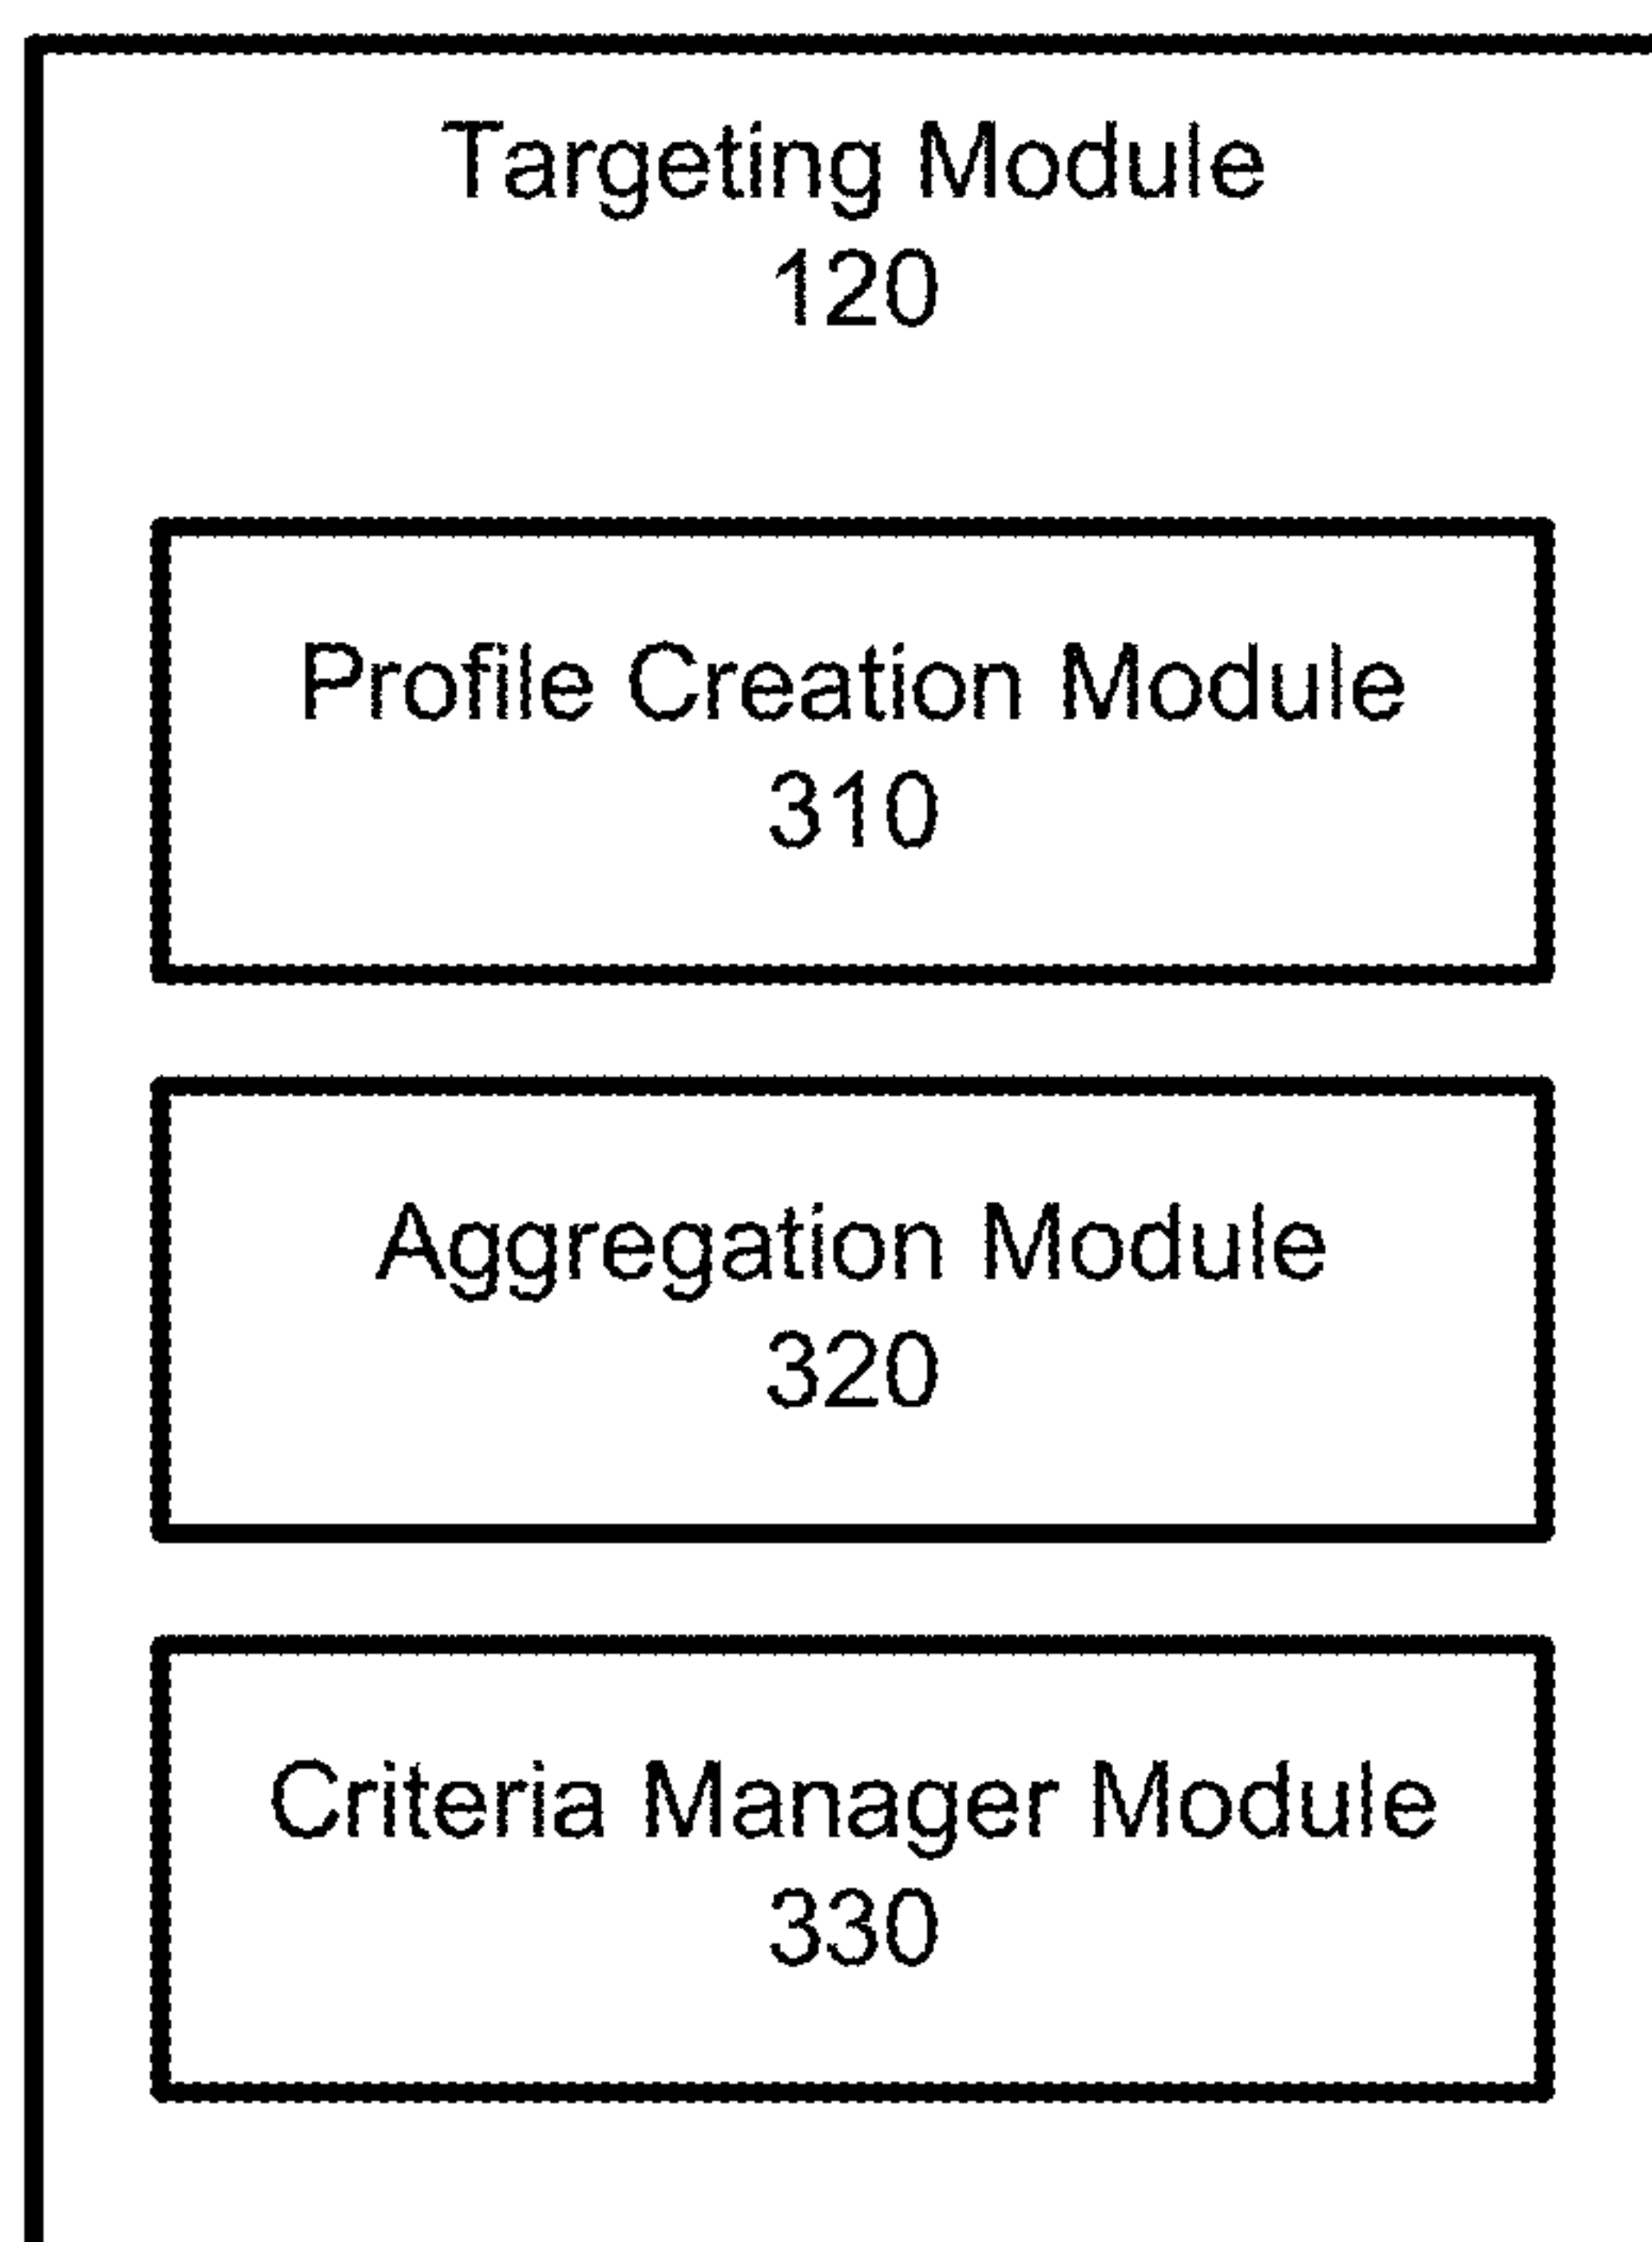 Targeting Module
120
Profile Creation Module
310
Aggregation Module
320
Criteria Manager Module
330